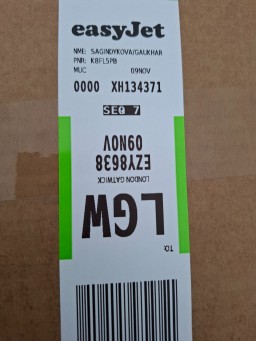 easyJet
NME: SAGINDYKOVA/GAUKHAR
PNR: K8FL5PB
MUC 09NOV
0000 XH134371
SEQ 7
TO:
LGW
LONDON GATWICK
EZY8638
09NOV